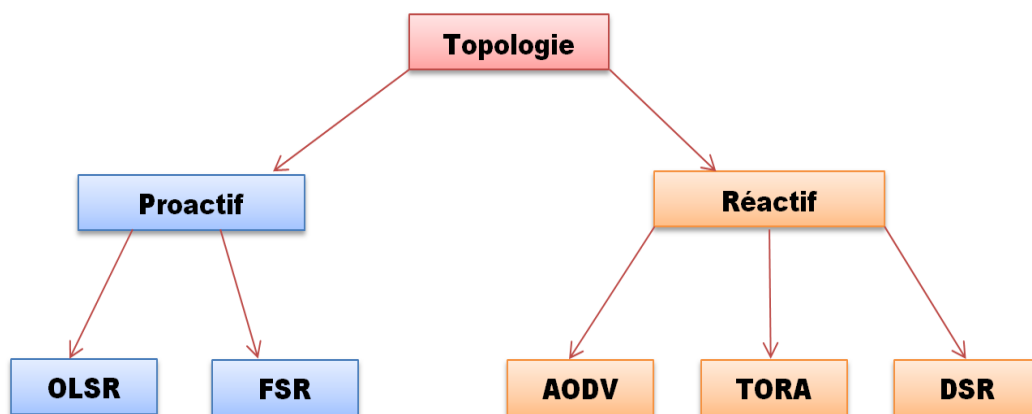 Topologie
Proactif
Réactif
OLSR
FSR
AODV
TORA
DSR